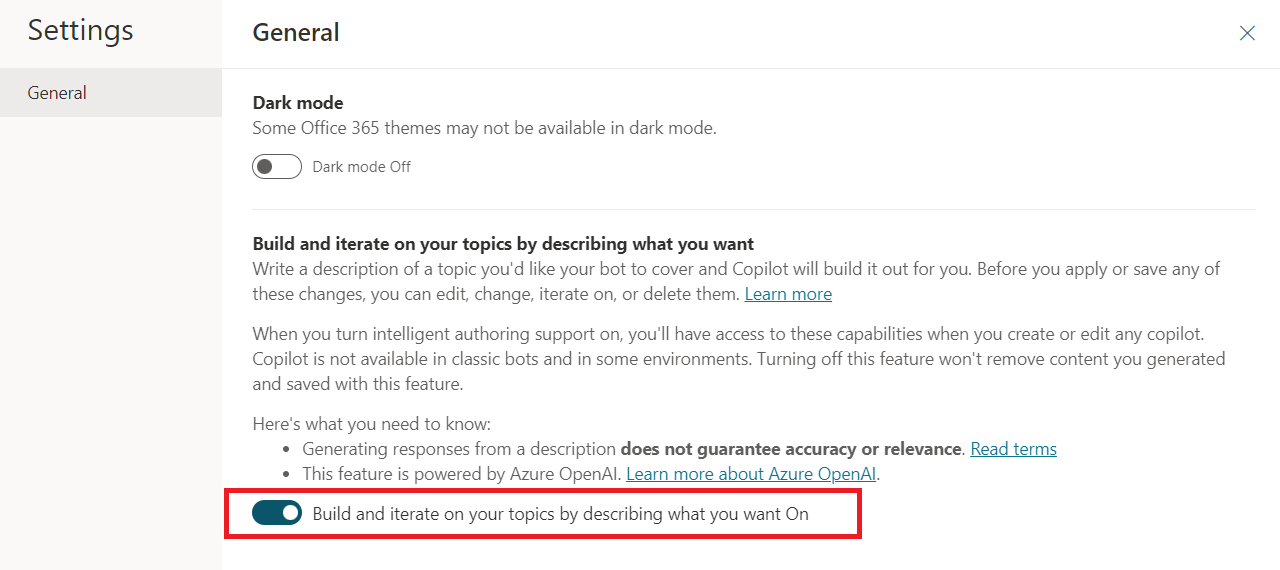 Settings
General
General
Dark mode
Some Office 365 themes may not be available in dark mode.
Dark mode Off
Build and iterate on your topics by describing what you want
Write a description of a topic you'd like your bot to cover and Copilot will build it out for you. Before you apply or save any of
these changes, you can edit, change, iterate on, or delete them. Learn more
When you turn intelligent authoring support on, you'll have access to these capabilities when you create or edit any copilot.
Copilot is not available in classic bots and in some environments. Turning off this feature won't remove content you generated
and saved with this feature.
Here's what you need to know:
• Generating responses from a description does not guarantee accuracy or relevance. Read terms
• This feature is powered by Azure OpenAI. Learn more about Azure OpenAI.
Build and iterate on your topics by describing what you want On